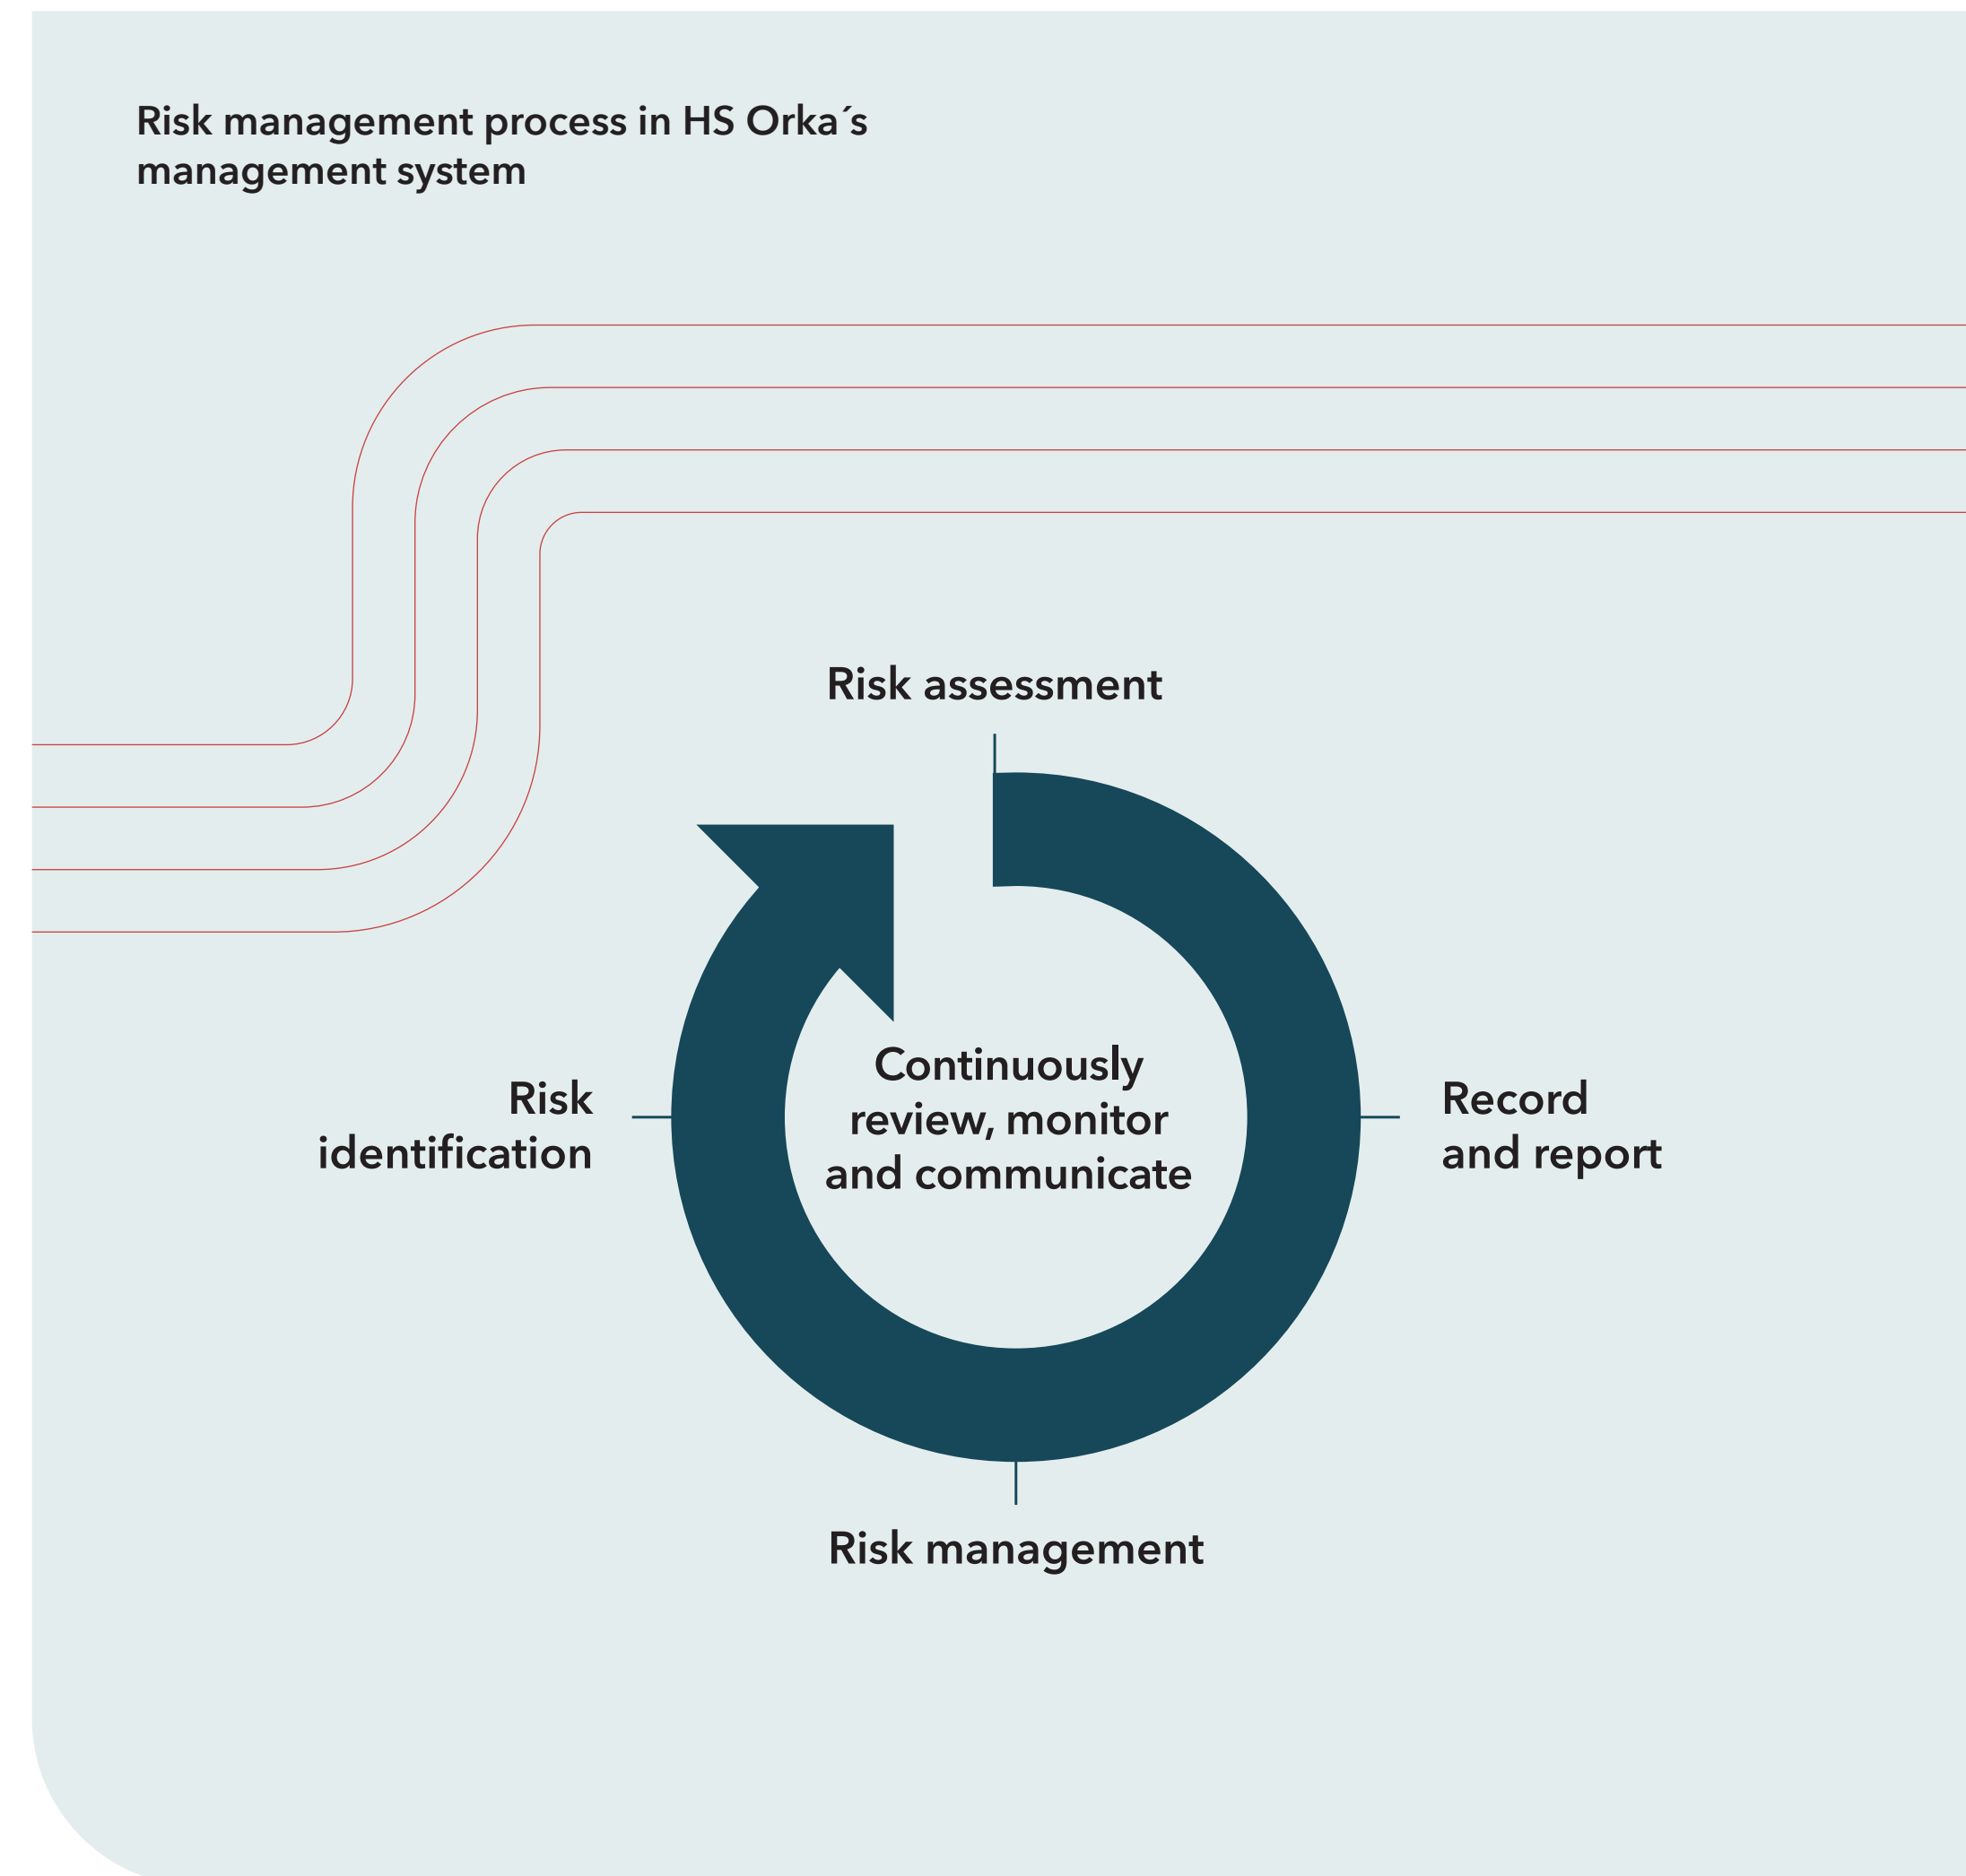 Risk management process in HS Orka´s
management system
Risk assessment
Continuously
review, monitor
and communicate
Risk
identification
Record
and report
Risk management